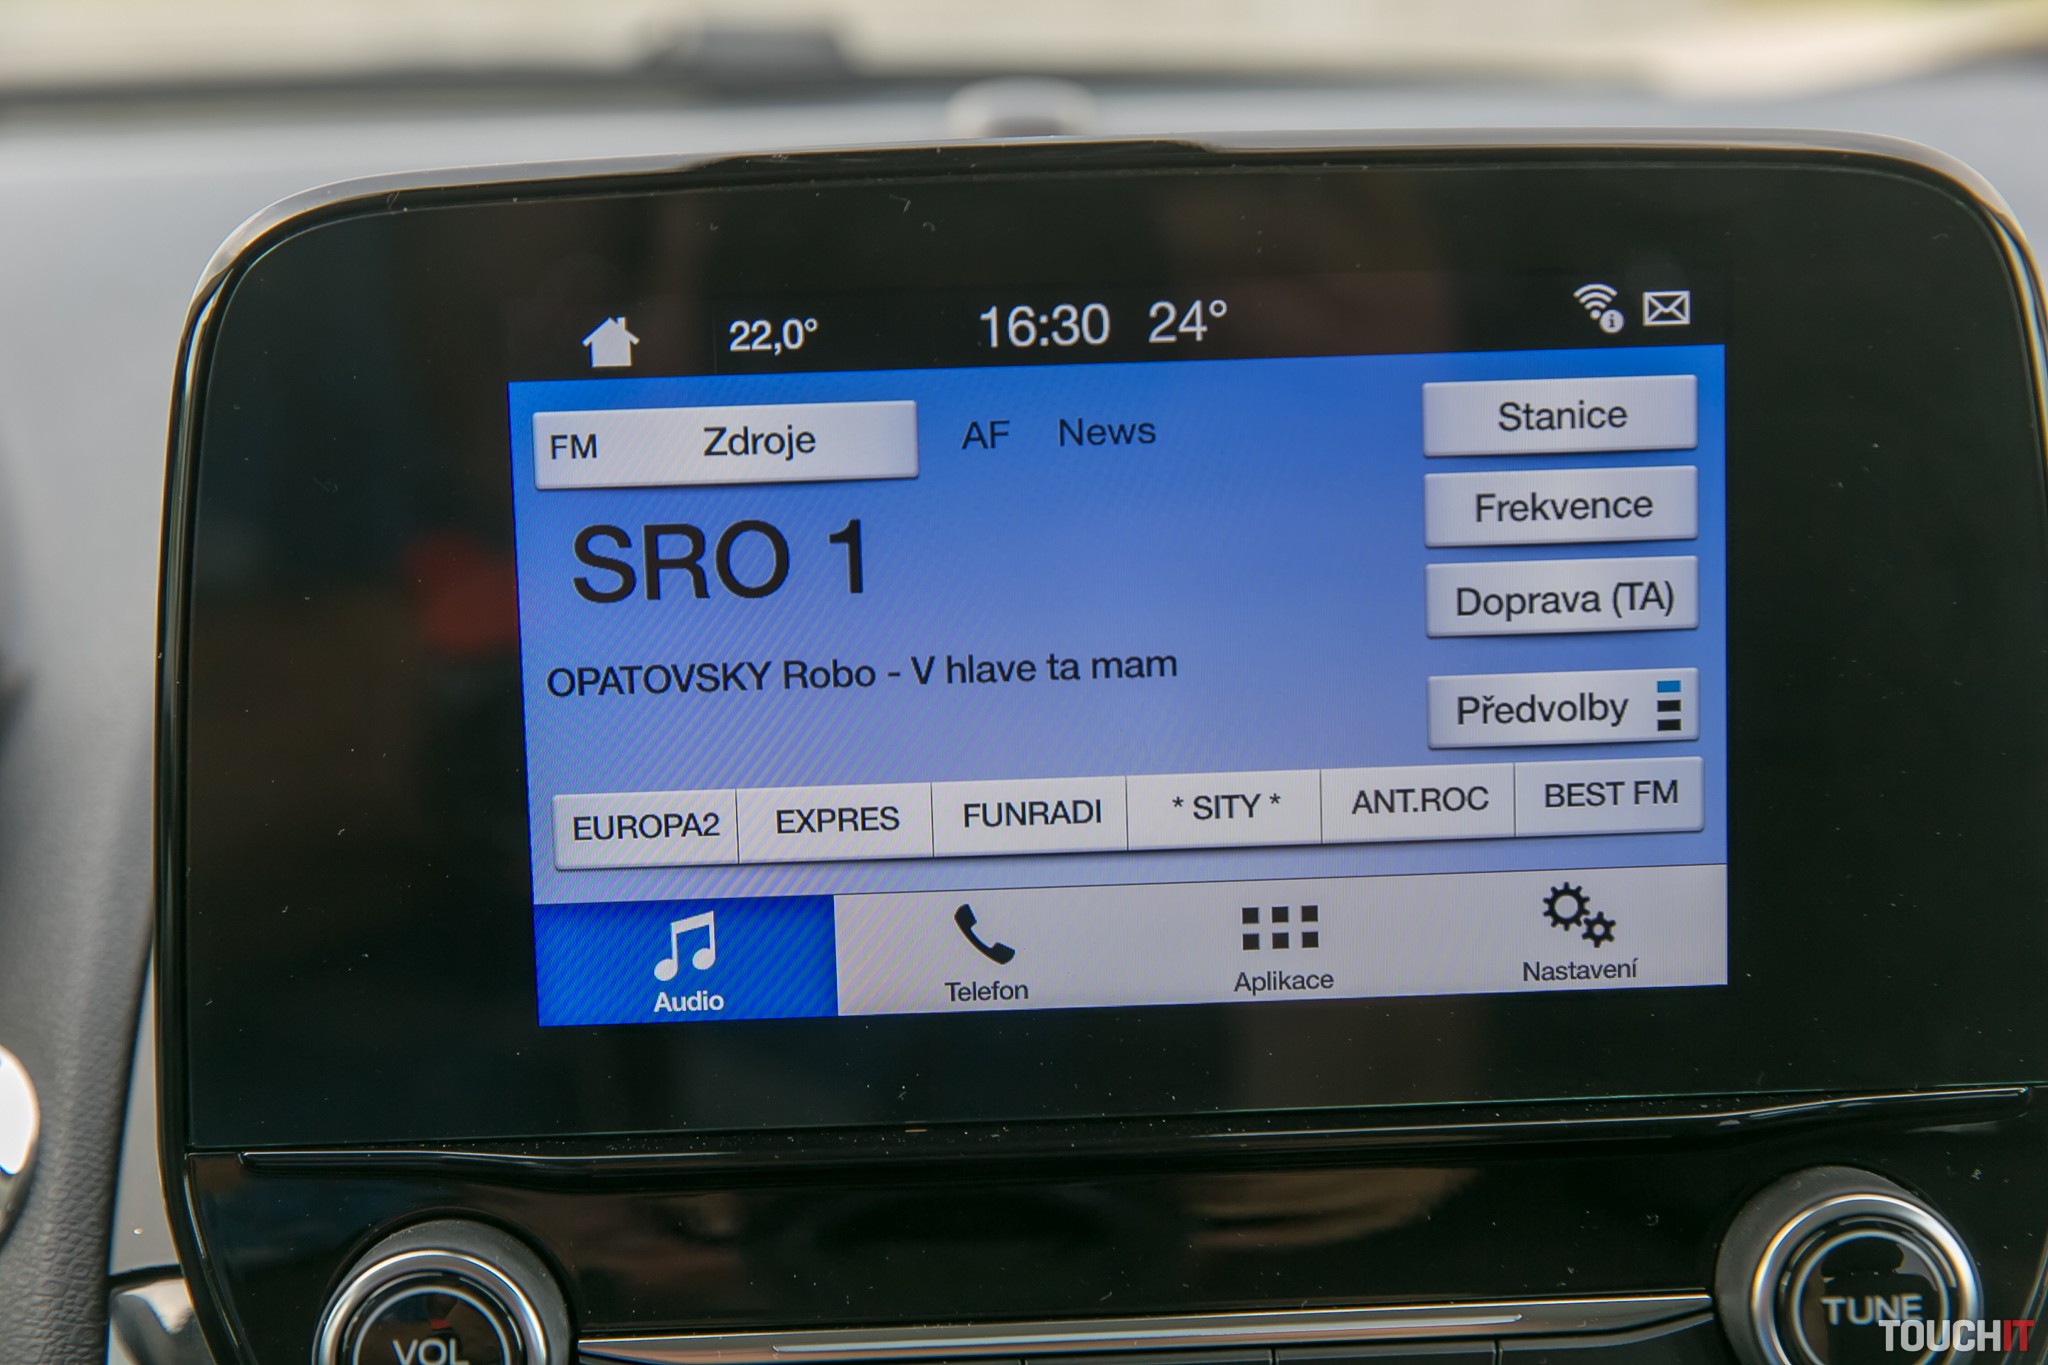 22,0° 16:30 24°
FM Zdroje AF News Stanice
SRO 1
Frekvence
Doprava (TA)
OPATOVSKY Robo - V hlave ta mam
Předvolby
EUROPA2 EXPRES FUNRADI * SITY * ANT.ROC BEST FM
Audio Telefon Aplikace Nastavení
VOL TUNE
TOUCHIT